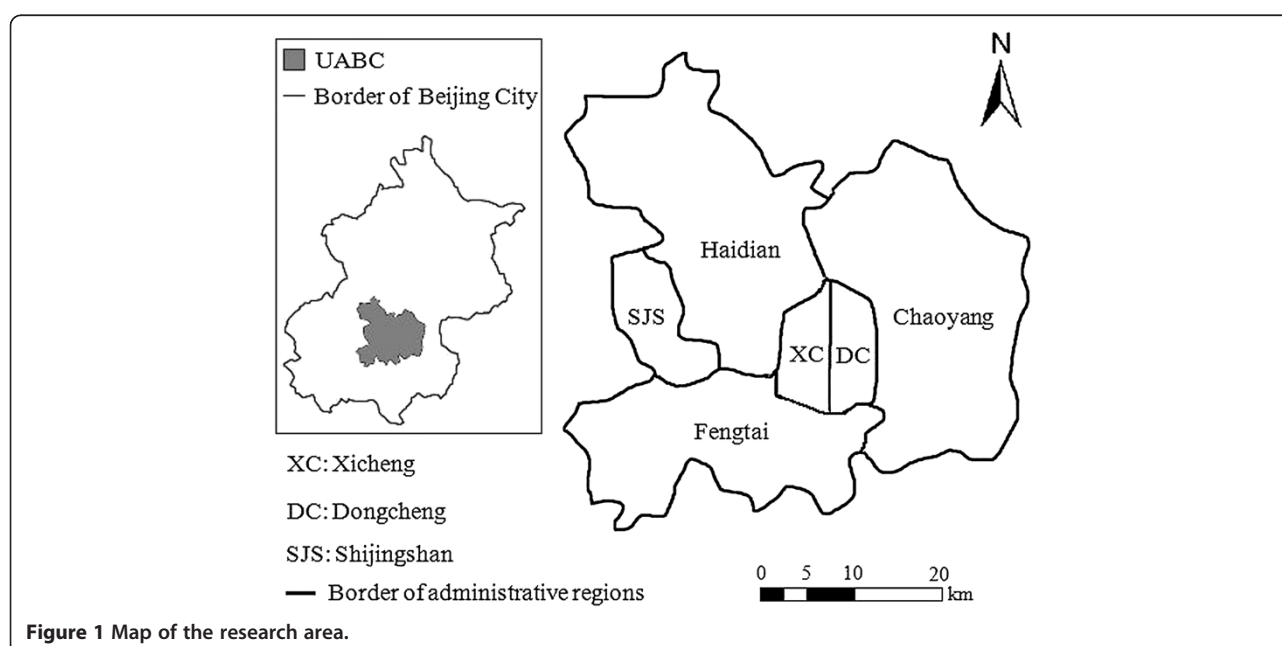 UABC
Border of Beijing City
N
Haidian
SJS
XC
DC
Chaoyang
Fengtai
XC: Xicheng
DC: Dongcheng
SJS: Shijingshan
Border of administrative regions
0 5 10 20
km
Figure 1 Map of the research area.